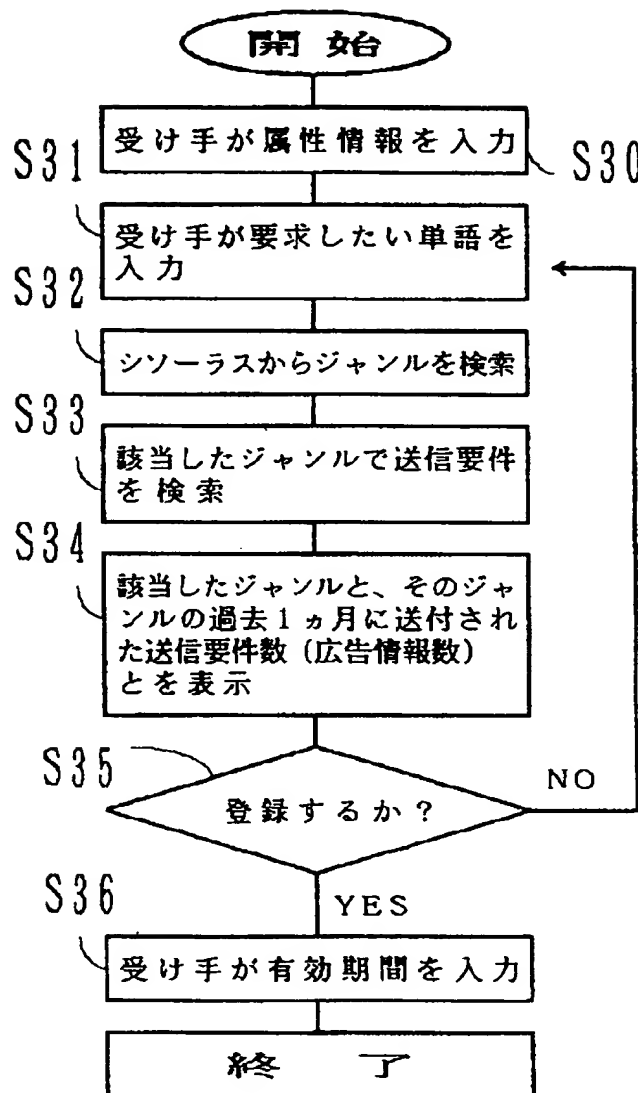 開始
受け手が属性情報を入力
S30
S31
受け手が要求したい単語を
入力
S32
シソーラスからジャンルを検索
S33
該当したジャンルで送信要件
を検索
S34
該当したジャンルと、そのジャ
ンルの過去1ヵ月に送付され
た送信要件数（広告情報数）
とを表示
S35
登録するか？
NO
YES
S36
受け手が有効期間を入力
終了